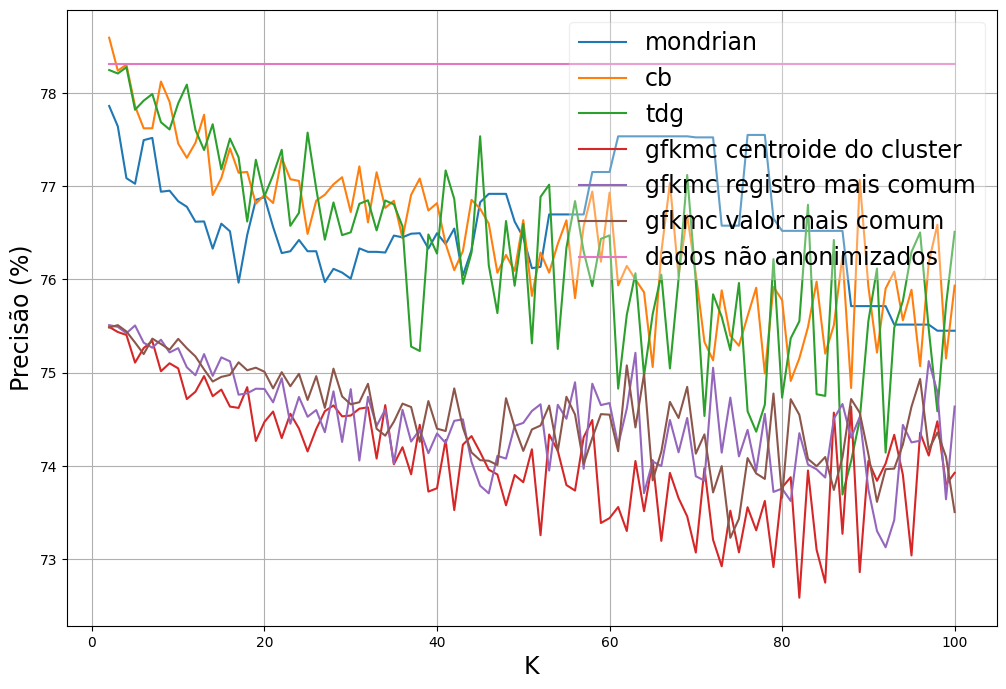 mondrian
cb
tdg
gfkmc centroide do cluster
gfkmc registro mais comum
gfkmc valor mais comum
dados não anonimizados
Precisão (%)
78
77
76
75
74
73
0 20 40 60 80 100
K